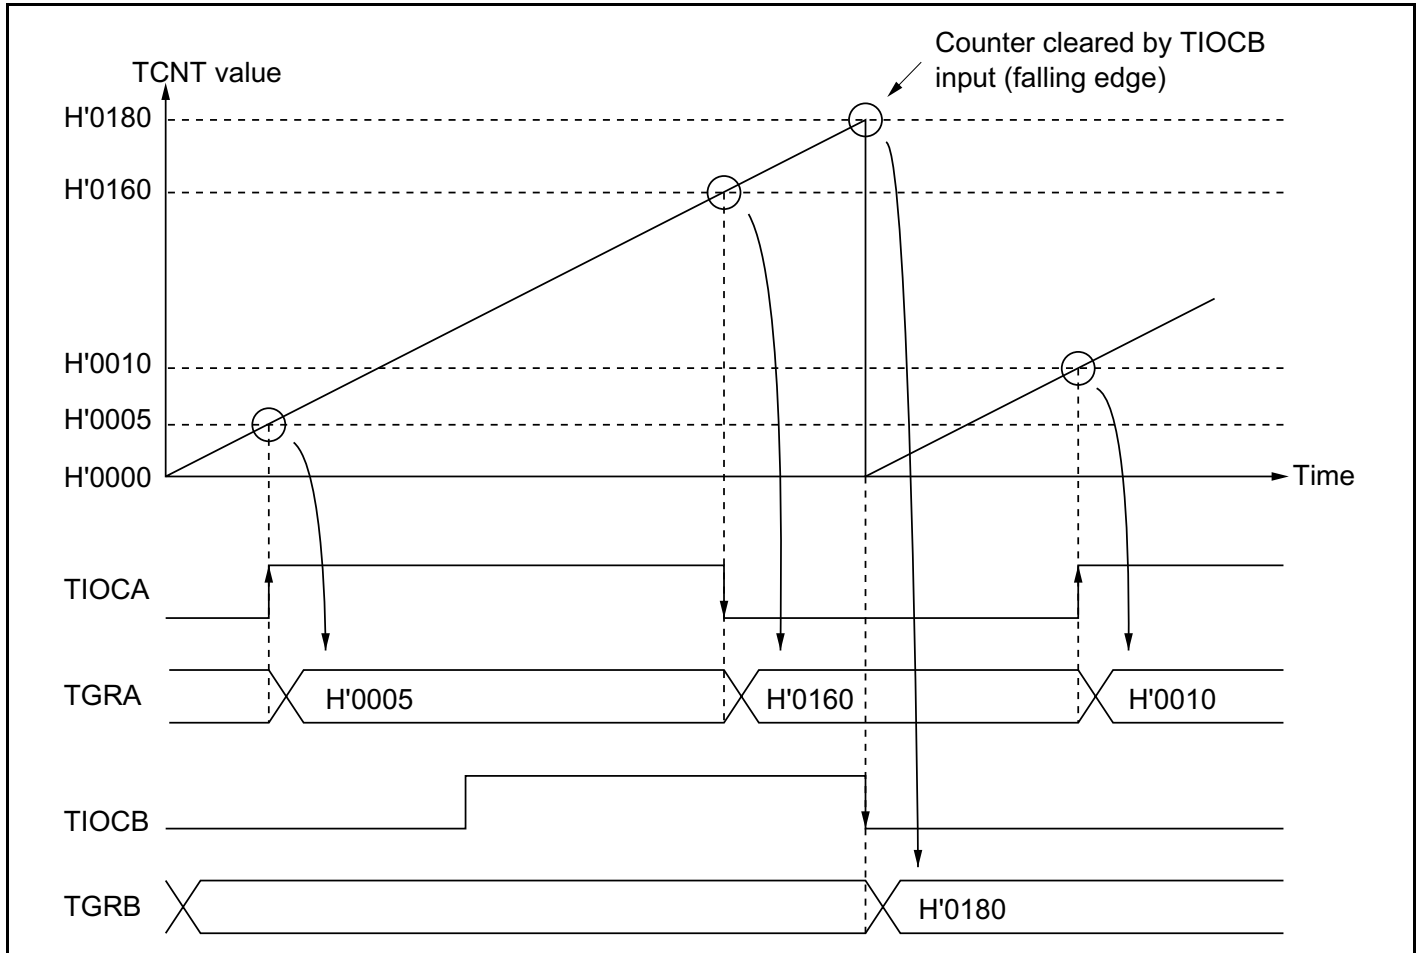 Counter cleared by TIOCB
input (falling edge)
TCNT value
H'0180
H'0160
H'0010
H'0005
H'0000
Time
TIOCA
TGRA
H'0005
H'0160
H'0010
TIOCB
TGRB
H'0180